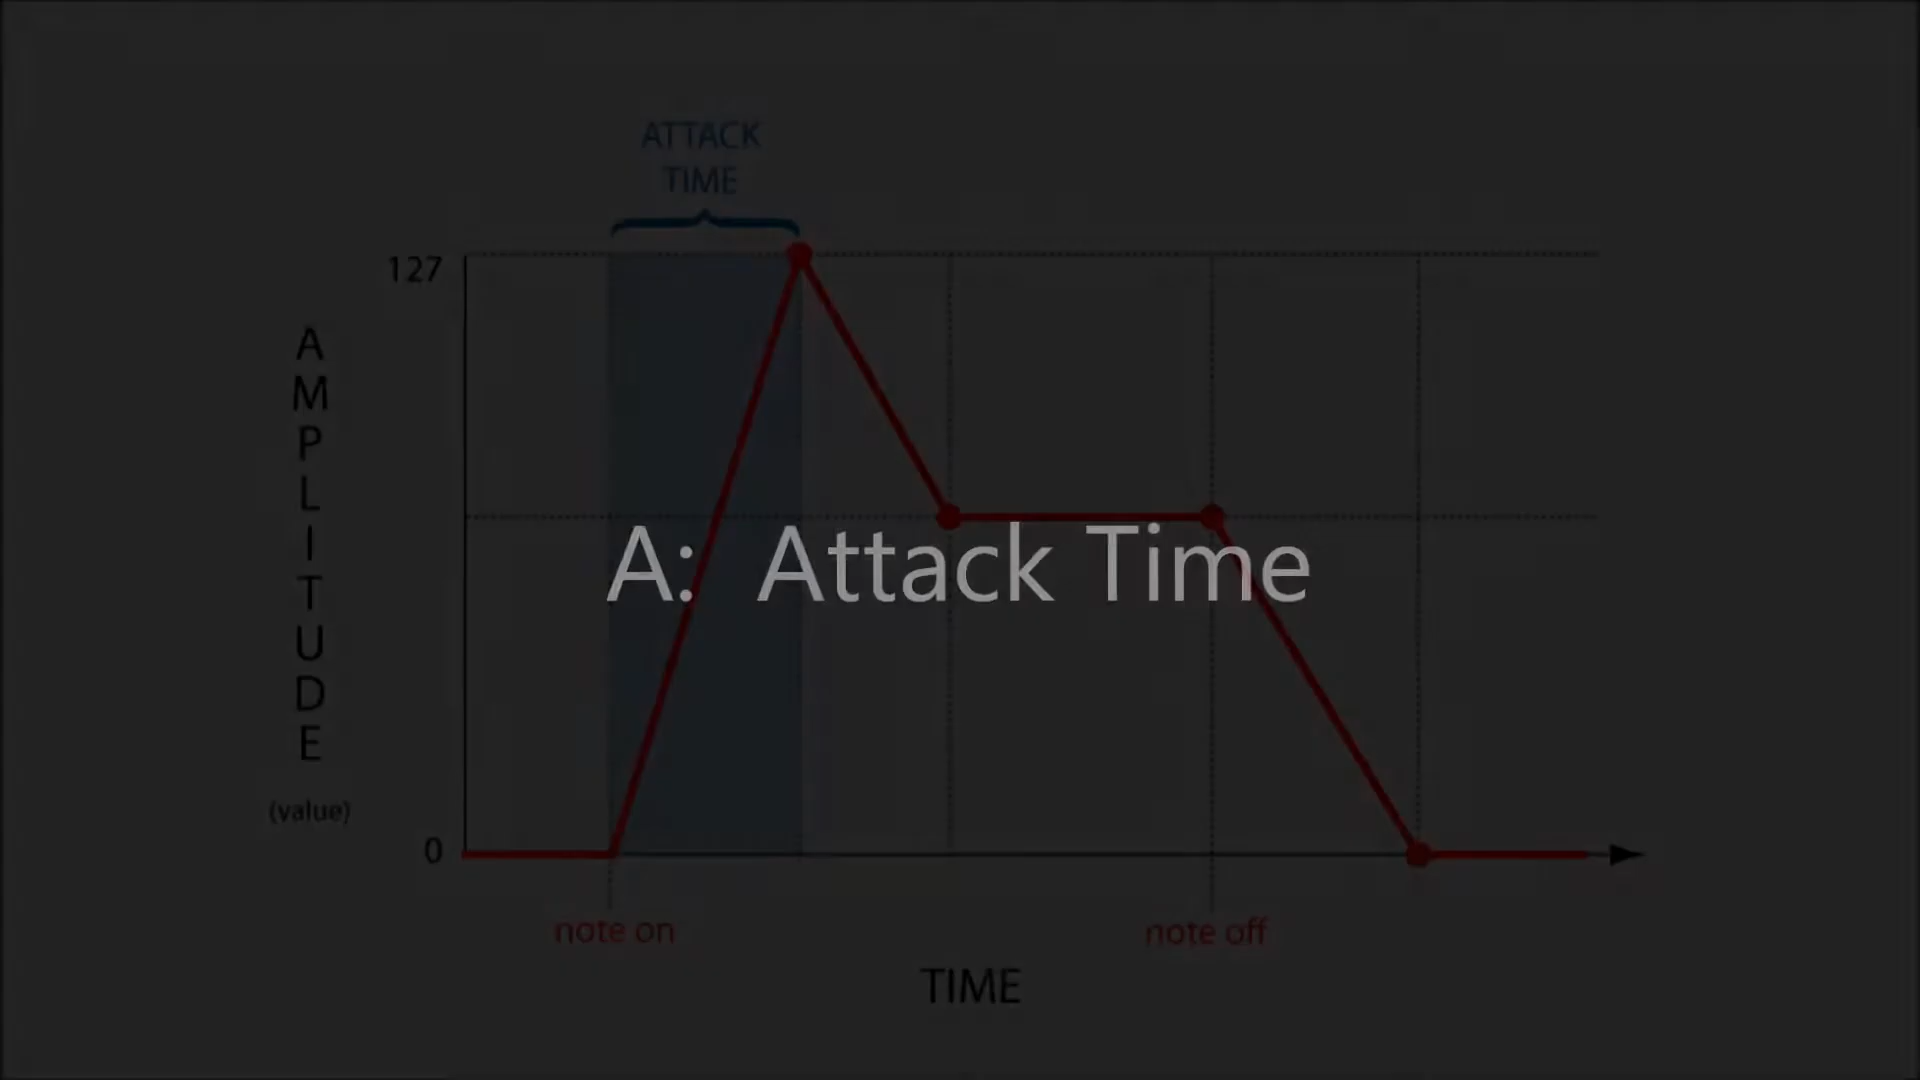 ATTACK
TIME
127
A
M
P
L
I
T
U
D
E
(value)
0
A: Attack Time
note on
note off
TIME